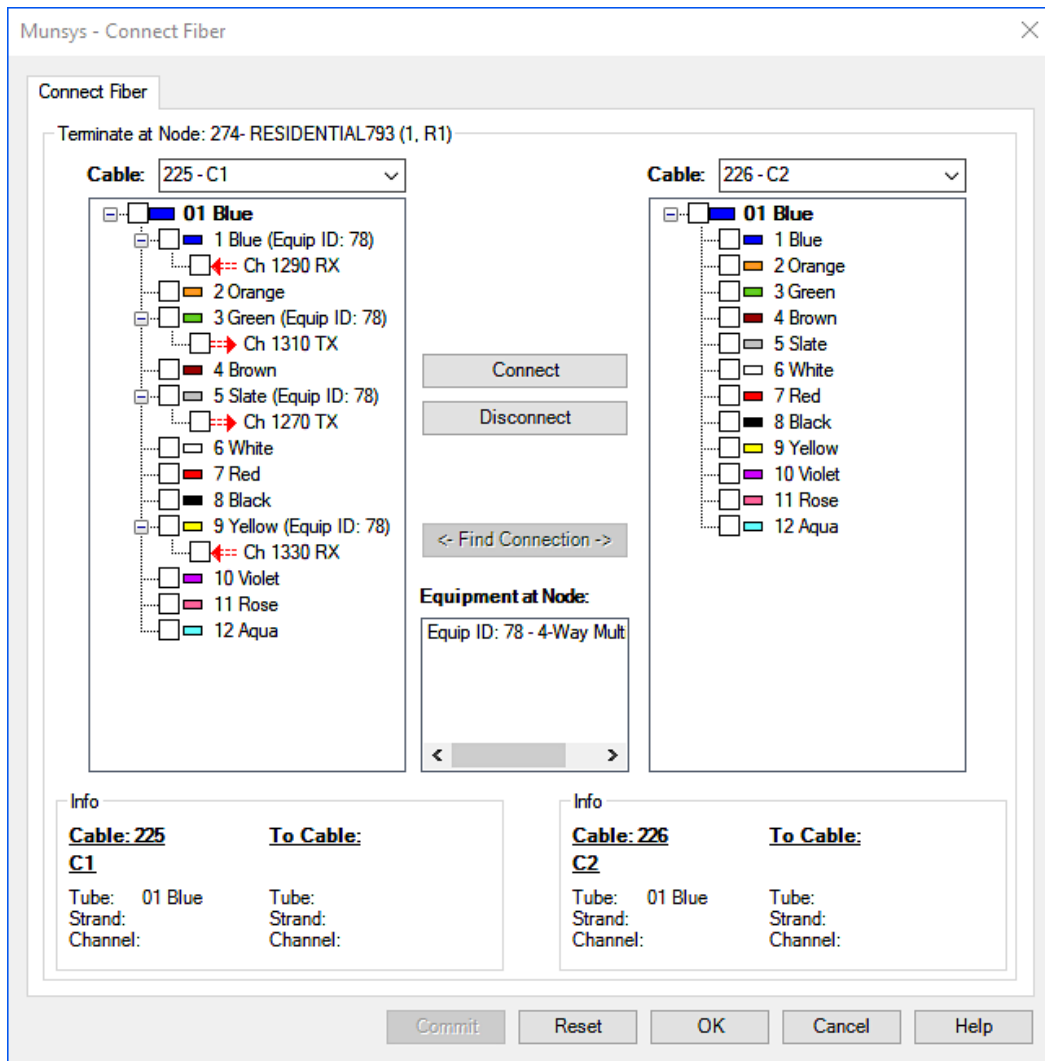 Munsys - Connect Fiber
Connect Fiber
Terminate at Node: 274- RESIDENTIAL793 (1, R1)
Cable: 225 - C1
01 Blue
1 Blue (Equip ID: 78)
Ch 1290 RX
2 Orange
3 Green (Equip ID: 78)
Ch 1310 TX
4 Brown
5 Slate (Equip ID: 78)
Ch 1270 TX
6 White
7 Red
8 Black
9 Yellow (Equip ID: 78)
Ch 1330 RX
10 Violet
11 Rose
12 Aqua
Connect
Disconnect
<- Find Connection ->
Equipment at Node:
Equip ID: 78 - 4-Way Mult
Cable: 226 - C2
01 Blue
1 Blue
2 Orange
3 Green
4 Brown
5 Slate
6 White
7 Red
8 Black
9 Yellow
10 Violet
11 Rose
12 Aqua
Info
Cable: 225 To Cable:
C1
Tube: 01 Blue Tube:
Strand: Strand:
Channel: Channel:
Info
Cable: 226 To Cable:
C2
Tube: 01 Blue Tube:
Strand: Strand:
Channel: Channel:
Commit Reset OK Cancel Help